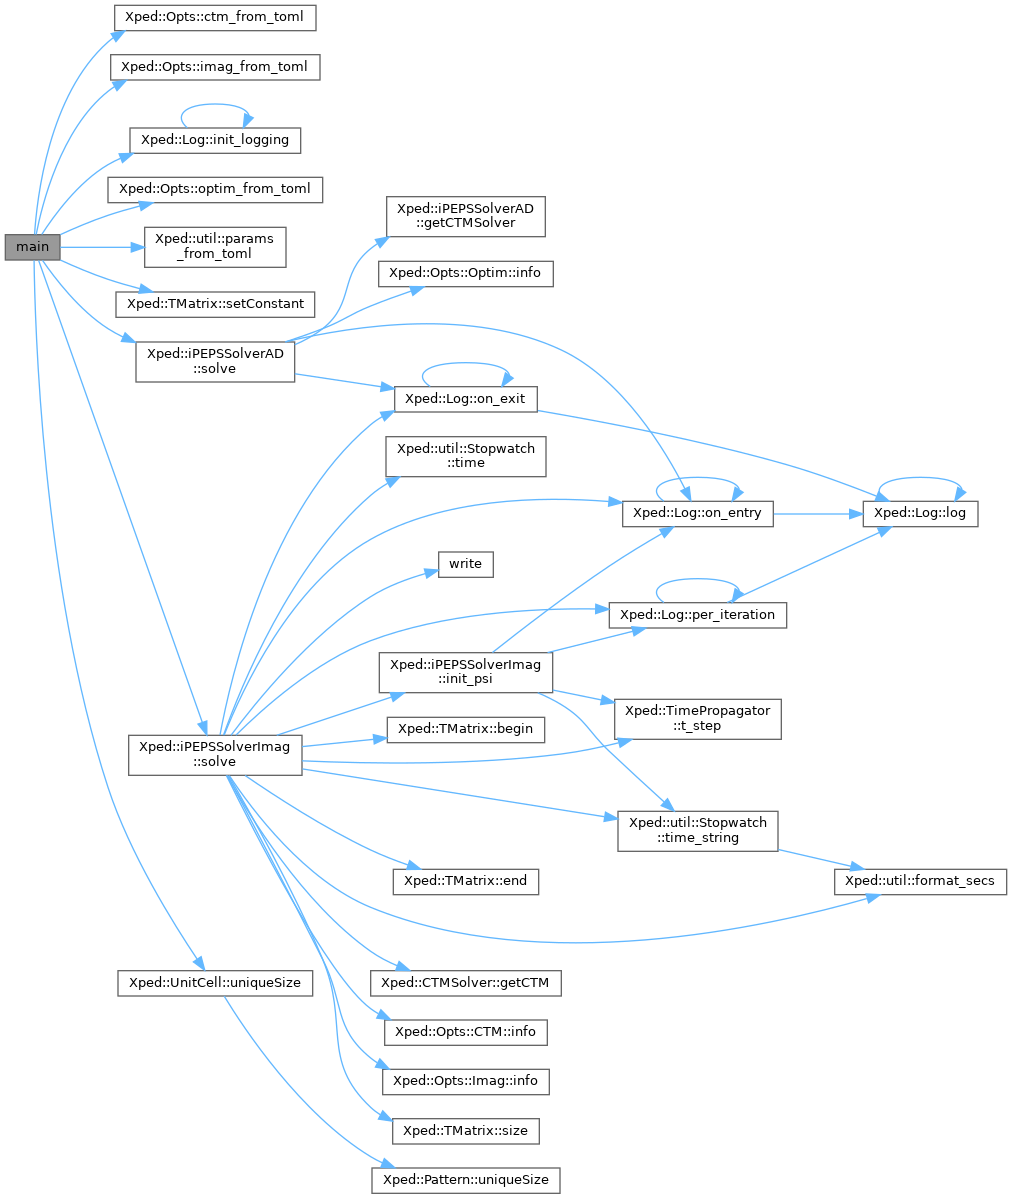 Xped::Opts::ctm_from_toml
Xped::Opts::imag_from_toml
Xped::Log::init_logging
Xped::Opts::optim_from_toml
main
Xped::util::params
_from_toml
Xped::TMatrix::setConstant
Xped::iPEPSSolverAD
::solve
Xped::iPEPSSolverAD
::getCTMSolver
Xped::Opts::Optim::info
Xped::Log::on_exit
Xped::util::Stopwatch
::time
Xped::Log::on_entry
Xped::Log::log
write
Xped::Log::per_iteration
Xped::iPEPSSolverImag
::init_psi
Xped::TimePropagator
::t_step
Xped::TMatrix::begin
Xped::iPEPSSolverImag
::solve
Xped::util::Stopwatch
::time_string
Xped::TMatrix::end
Xped::util::format_secs
Xped::UnitCell::uniqueSize
Xped::CTMSolver::getCTM
Xped::Opts::CTM::info
Xped::Opts::Imag::info
Xped::TMatrix::size
Xped::Pattern::uniqueSize